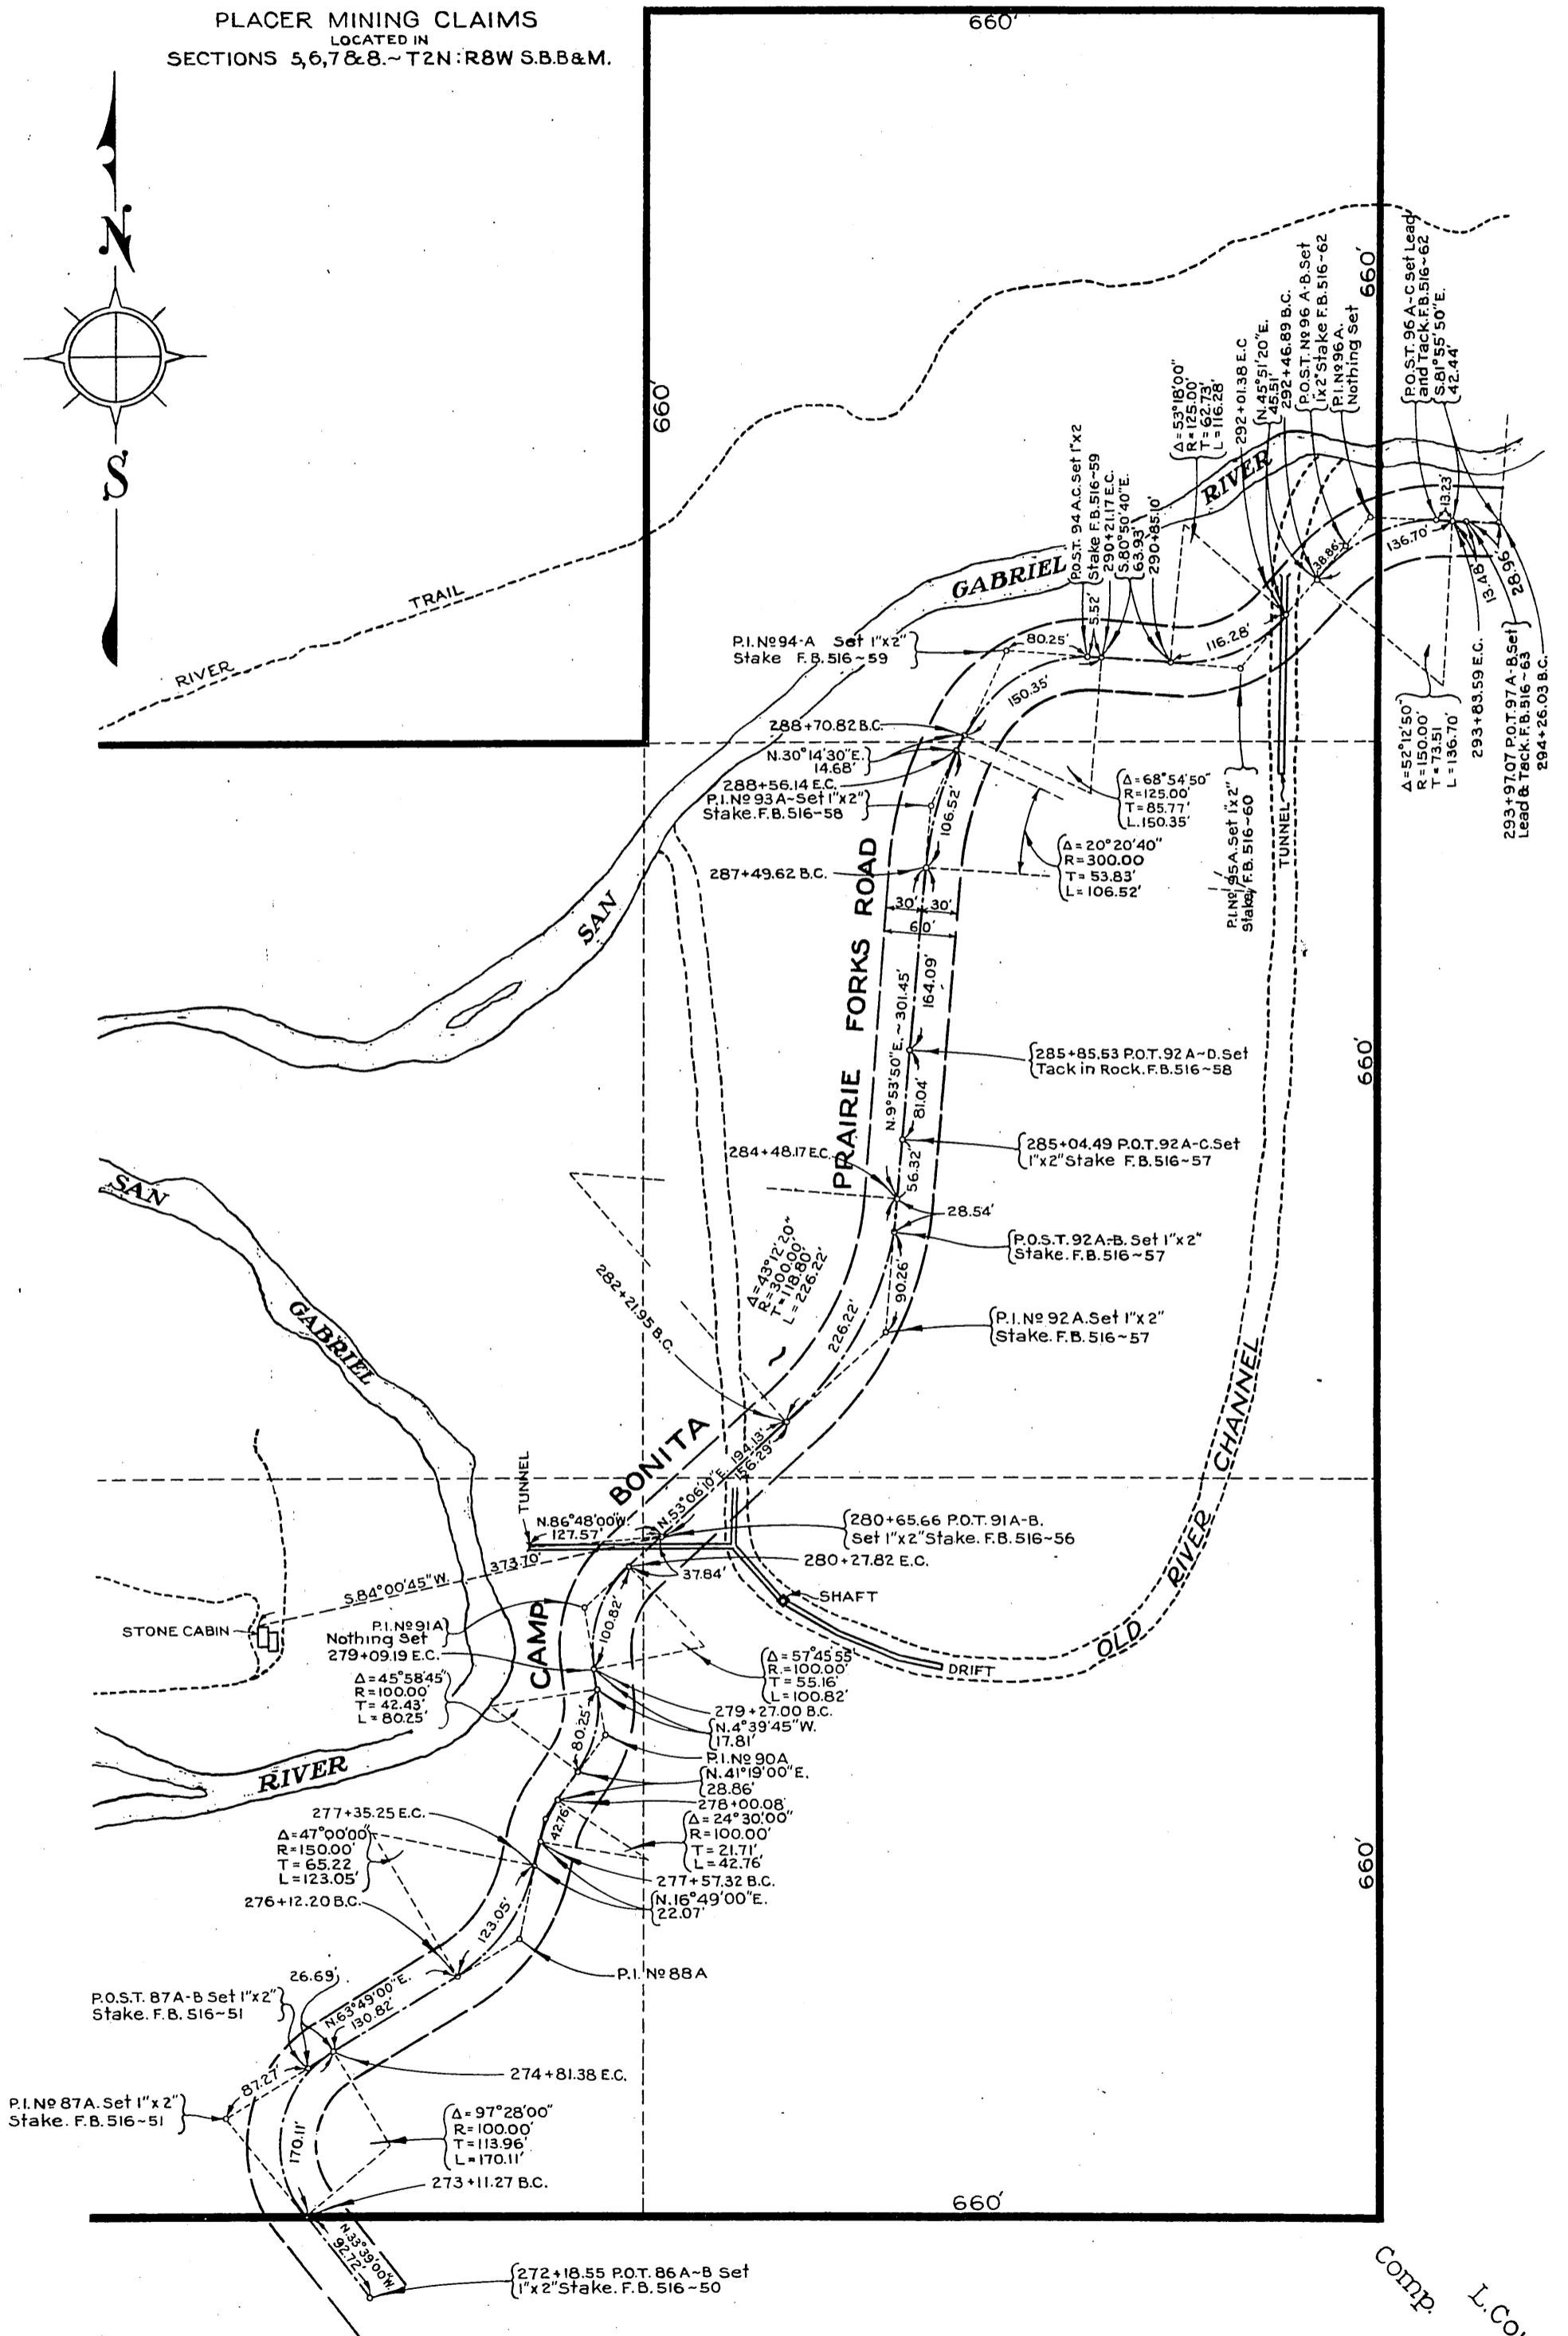 PLACER MINING CLAIMS
LOCATED IN
SECTIONS 5,6,7&8.~T2N:R8W S.B.B&M.
N
S
660'
660'
660'
TRAIL
RIVER
P.O.S.T. 96 A-C set Lead
and Tack.F.B.516~62
S.81°55'50"E.
42.44'
P.O.S.T. Nº96 A-B.Set
1"x2"Stake F.B.516~62
P.I.Nº96 A.
Nothing Set
292+46.89 B.C.
N.45°51'20"E.
45.51'
292+01.38 E.C
Δ=53°18'00"
R=125.00'
T=62.73'
L=116.28'
P.O.S.T. 94 A.C.set 1"x2
Stake F.B.516~59
290+21.17 E.C.
S.80°50'40"E.
63.93'
290+85.10'
RIVER
GABRIEL
SAN
13.23'
136.70'
38.86'
13.48'
28.96'
5.52'
80.25'
116.28'
150.35'
P.I.Nº94-A Set 1"x2"
Stake F.B.516~59
288+70.82 B.C.
N.30°14'30"E.
14.68'
288+56.14 E.C.
P.I.Nº93A~Set 1"x2"
Stake.F.B.516-58
106.52'
287+49.62 B.C.
Δ=68°54'50"
R=125.00'
T=85.77'
L.150.35'
Δ=20°20'40"
R=300.00
T=53.83'
L=106.52'
P.I.Nº95A.Set 1"x2"
Stake, F.B.516-60
TUNNEL
Δ=52°12'50"
R=150.00'
T=73.51
L=136.70'
293+83.59 E.C.
293+97.07 P.O.T.97 A-B,Set
Lead & Tack.F.B.516~63
294+26.03 B.C.
30' 30'
60'
PRAIRIE FORKS ROAD
N.9°53'50"E.~301.45'
164.09'
660'
285+85.53 P.O.T.92 A~D.Set
Tack in Rock.F.B.516~58
81.04'
285+04.49 P.O.T.92A-C.Set
1"x2"Stake F.B.516~57
284+48.17 E.C.
56.32'
28.54'
P.O.S.T.92A-B.Set 1"x2"
Stake.F.B.516~57
90.26'
P.I.Nº 92 A.Set 1"x2"
Stake.F.B.516~57
Δ=43°12'20"
R=300.00'
T=118.80'
L=226.22'
226.22'
282+21.95 B.C.
~
SAN
GABRIEL
BONITA
194.13'
N.53°06'10"E.
156.29'
TUNNEL
N.86°48'00"W.
127.57'
373.70'
S.84°00'45"W.
280+65.66 P.O.T.91A-B.
Set 1"x2"Stake.F.B.516~56
280+27.82 E.C.
37.84'
SHAFT
DRIFT
OLD RIVER CHANNEL
STONE CABIN
P.I.Nº91A
Nothing Set
279+09.19 E.C.
CAMP
100.82'
Δ=45°58'45"
R=100.00'
T=42.43'
L=80.25'
Δ=57°45'55"
R.=100.00'
T=55.16'
L=100.82'
279+27.00 B.C.
N.4°39'45"W.
17.81'
80.25'
P.I.Nº90A
N.41°19'00"E.
28.86'
278+00.08'
RIVER
277+35.25 E.C.
Δ=47°00'00"
R=150.00'
T=65.22
L=123.05'
42.76'
Δ=24°30'00"
R=100.00'
T=21.71'
L=42.76'
277+57.32 B.C.
N.16°49'00"E.
22.07'
660'
276+12.20 B.C.
123.05'
P.I.Nº88A
26.69'
N.63°49'00"E.
130.82'
P.O.S.T. 87A-B Set 1"x2"
Stake.F.B.516~51
274+81.38 E.C.
87.27'
P.I.Nº87A.Set 1"x2"
Stake.F.B.516~51
170.11'
Δ=97°28'00"
R=100.00'
T=113.96'
L=170.11'
273+11.27 B.C.
660'
N.33°39'00"W.
92.72'
272+18.55 P.O.T.86A~B Set
1"x2"Stake.F.B.516~50
Comp.
L.Co.